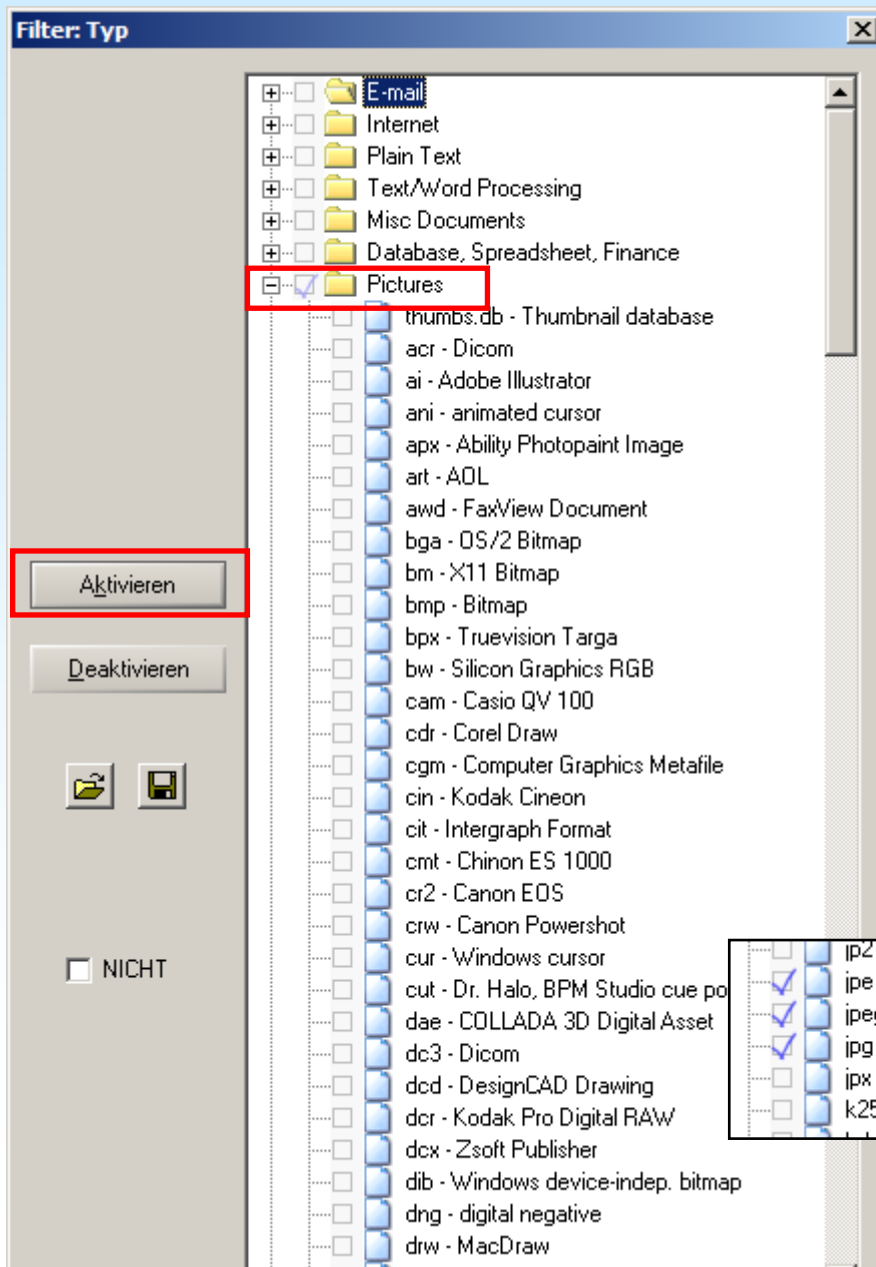 Filter: Typ
E-mail
Internet
Plain Text
Text/Word Processing
Misc Documents
Database, Spreadsheet, Finance
Pictures
thumbs.db - Thumbnail database
acr - Dicom
ai - Adobe Illustrator
ani - animated cursor
apx - Ability Photopaint Image
art - AOL
awd - FaxView Document
bga - OS/2 Bitmap
bm - X11 Bitmap
bmp - Bitmap
bpx - Truevision Targa
bw - Silicon Graphics RGB
cam - Casio QV 100
cdr - Corel Draw
cgm - Computer Graphics Metafile
cin - Kodak Cineon
cit - Intergraph Format
cmt - Chinon ES 1000
cr2 - Canon EOS
crw - Canon Powershot
cur - Windows cursor
cut - Dr. Halo, BPM Studio cue po
dae - COLLADA 3D Digital Asset
dc3 - Dicom
dcd - DesignCAD Drawing
dcr - Kodak Pro Digital RAW
dcx - Zsoft Publisher
dib - Windows device-indep. bitmap
dng - digital negative
drw - MacDraw
Aktivieren
Deaktivieren
NICHT
jp2
jpe
jpeg
jpg
jpx
k25